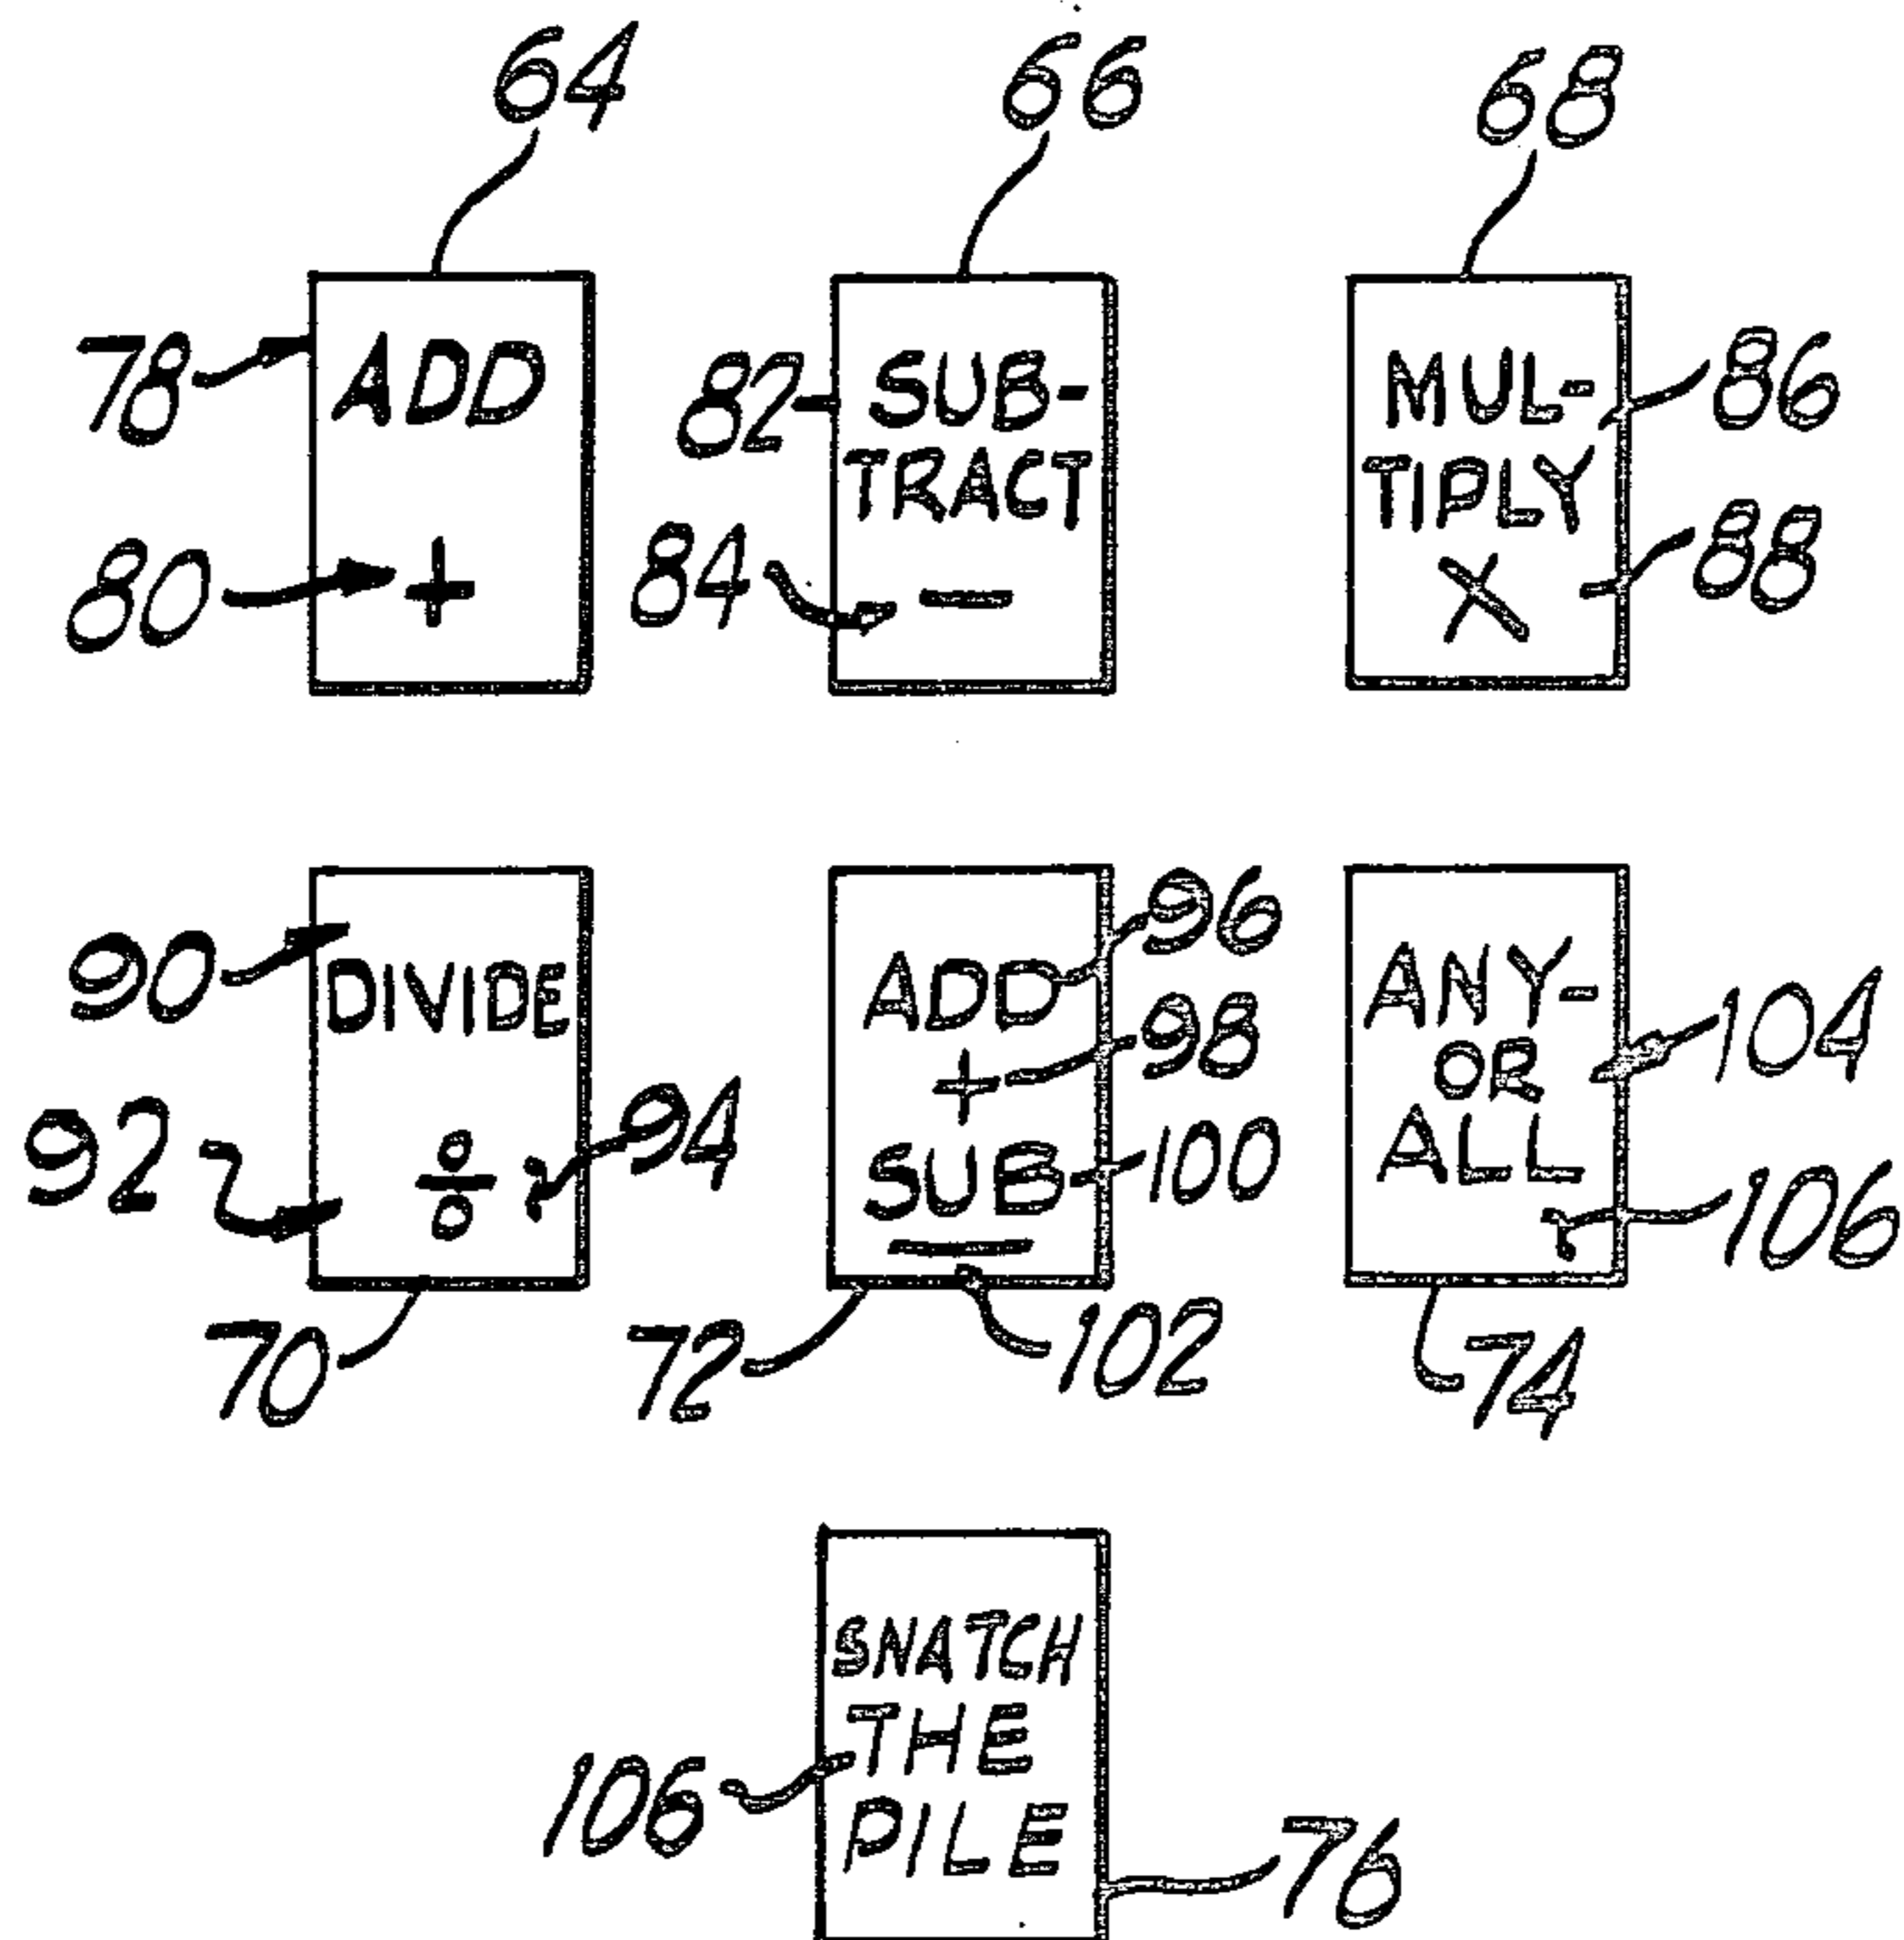 64 66 68
78 ADD 82 SUB- MUL- 86
TRACT TIPLY
80 + 84 − X 88
90 DIVIDE ADD 96 ANY-
+ 98 OR 104
92 ÷ 94 SUB 100 ALL
− 106
70 72 102 74
SNATCH
106 THE
PILE 76